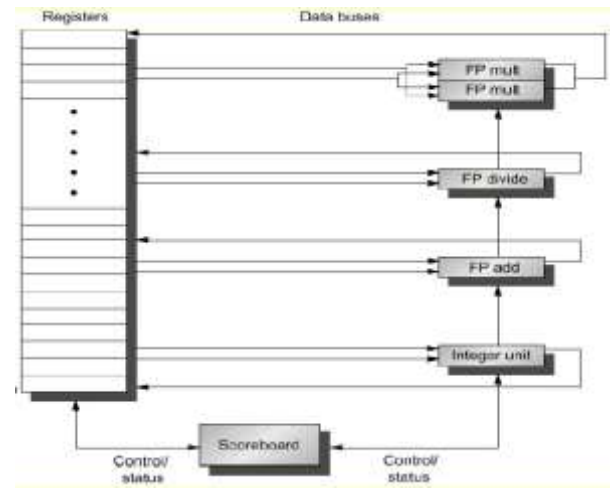 Registers
Data buses
FP mult
FP mult
FP divide
FP add
Integer unit
Scoreboard
Control/
status
Control/
status